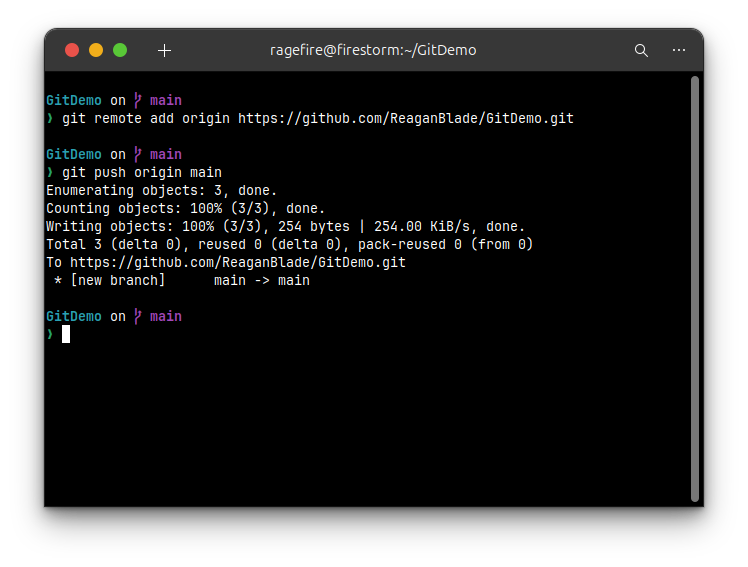 ragefire@firestorm:~/GitDemo
GitDemo on main
❯ git remote add origin https://github.com/ReaganBlade/GitDemo.git
GitDemo on main
❯ git push origin main
Enumerating objects: 3, done.
Counting objects: 100% (3/3), done.
Writing objects: 100% (3/3), 254 bytes | 254.00 KiB/s, done.
Total 3 (delta 0), reused 0 (delta 0), pack-reused 0 (from 0)
To https://github.com/ReaganBlade/GitDemo.git
 * [new branch]      main -> main
GitDemo on main
❯